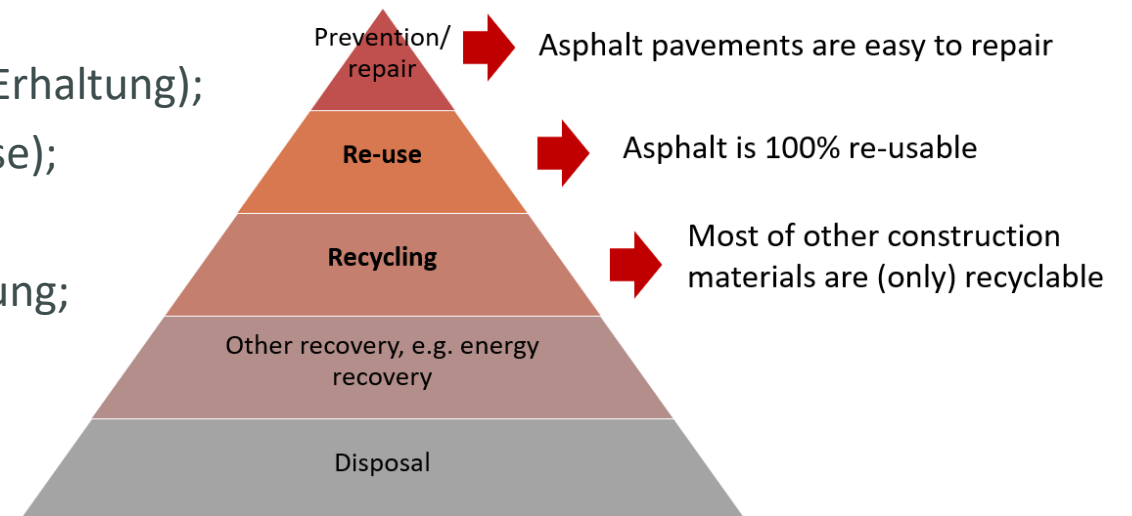 Erhaltung);
se);
ung;
Prevention/
repair
Re-use
Recycling
Other recovery, e.g. energy
recovery
Disposal
Asphalt pavements are easy to repair
Asphalt is 100% re-usable
Most of other construction
materials are (only) recyclable